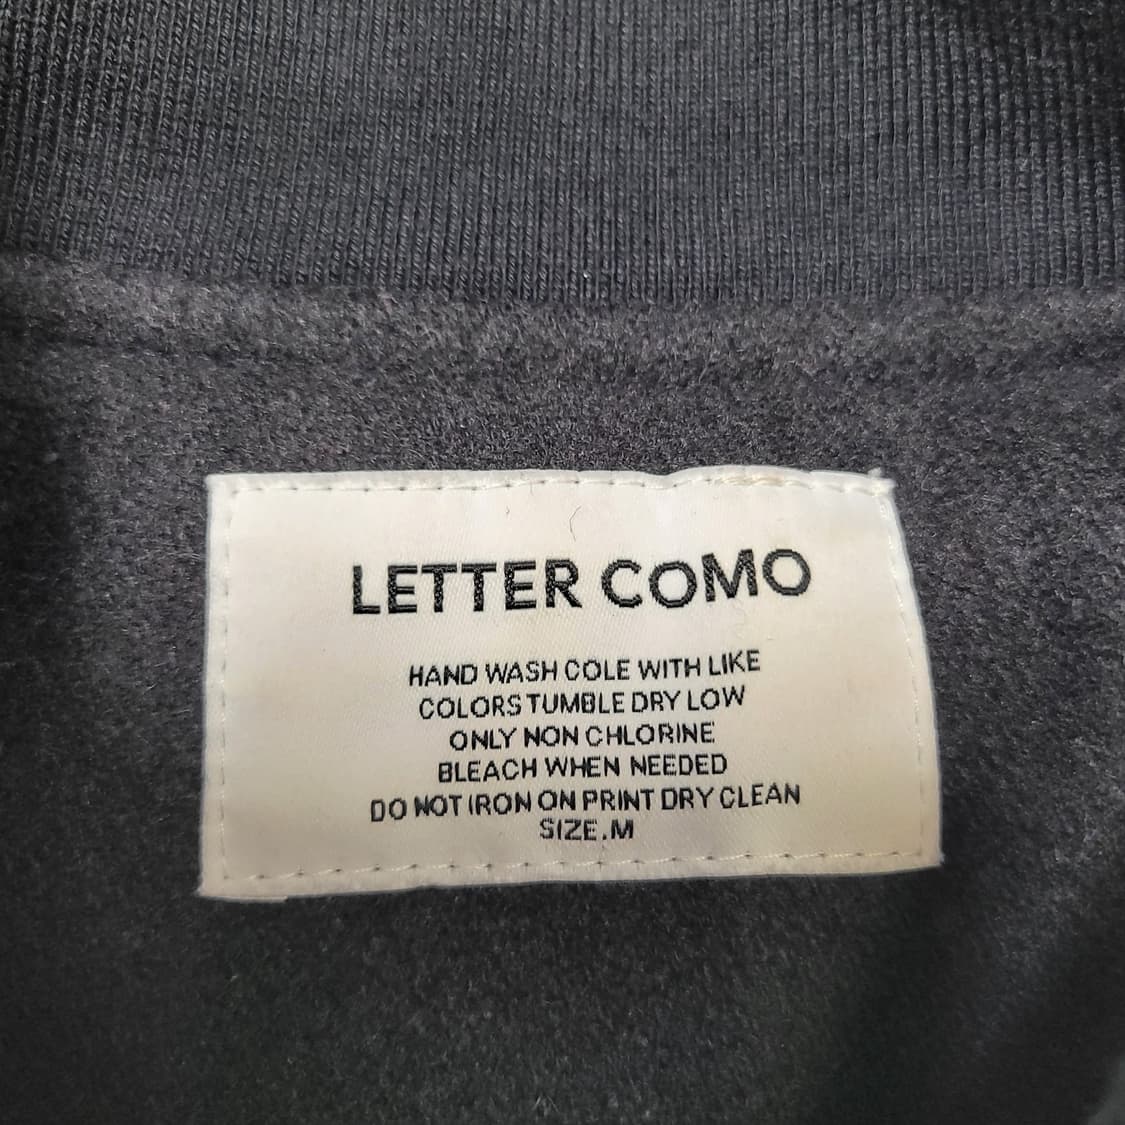 LETTER COMO
HAND WASH COLE WITH LIKE
COLORS TUMBLE DRY LOW
ONLY NON CHLORINE
BLEACH WHEN NEEDED
DO NOT IRON ON PRINT DRY CLEAN
SIZE.M